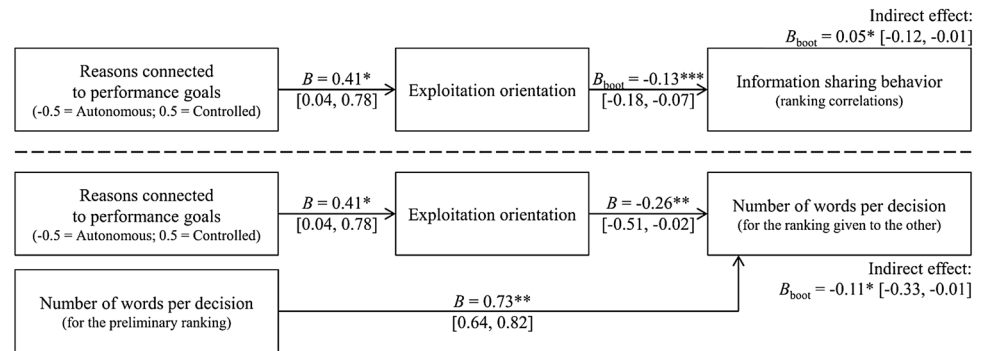 Indirect effect:
Bboot = 0.05* [-0.12, -0.01]
Reasons connected
to performance goals
(-0.5 = Autonomous; 0.5 = Controlled)
B = 0.41*
[0.04, 0.78]
Exploitation orientation
Bboot = -0.13***
[-0.18, -0.07]
Information sharing behavior
(ranking correlations)
Reasons connected
to performance goals
(-0.5 = Autonomous; 0.5 = Controlled)
B = 0.41*
[0.04, 0.78]
Exploitation orientation
B = -0.26**
[-0.51, -0.02]
Number of words per decision
(for the ranking given to the other)
Indirect effect:
Bboot = -0.11* [-0.33, -0.01]
Number of words per decision
(for the preliminary ranking)
B = 0.73**
[0.64, 0.82]